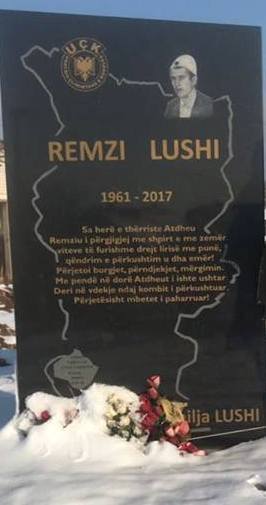 UÇK
REMZI LUSHI
1961 - 2017
Sa herë e thërriste Atdheu
Remziu i përgjigjej me shpirt e me zemër
viteve të furishme drejt lirisë me punë,
qëndrim e përkushtim u dha emër!
Përjetoi burgjet, përndjekjet, mërgimin.
Me pendë në dorë Atdheut i ishte ushtar
Deri në vdekje ndaj kombit i përkushtuar.
Përjetësisht mbetet i paharruar!
ilja LUSHI